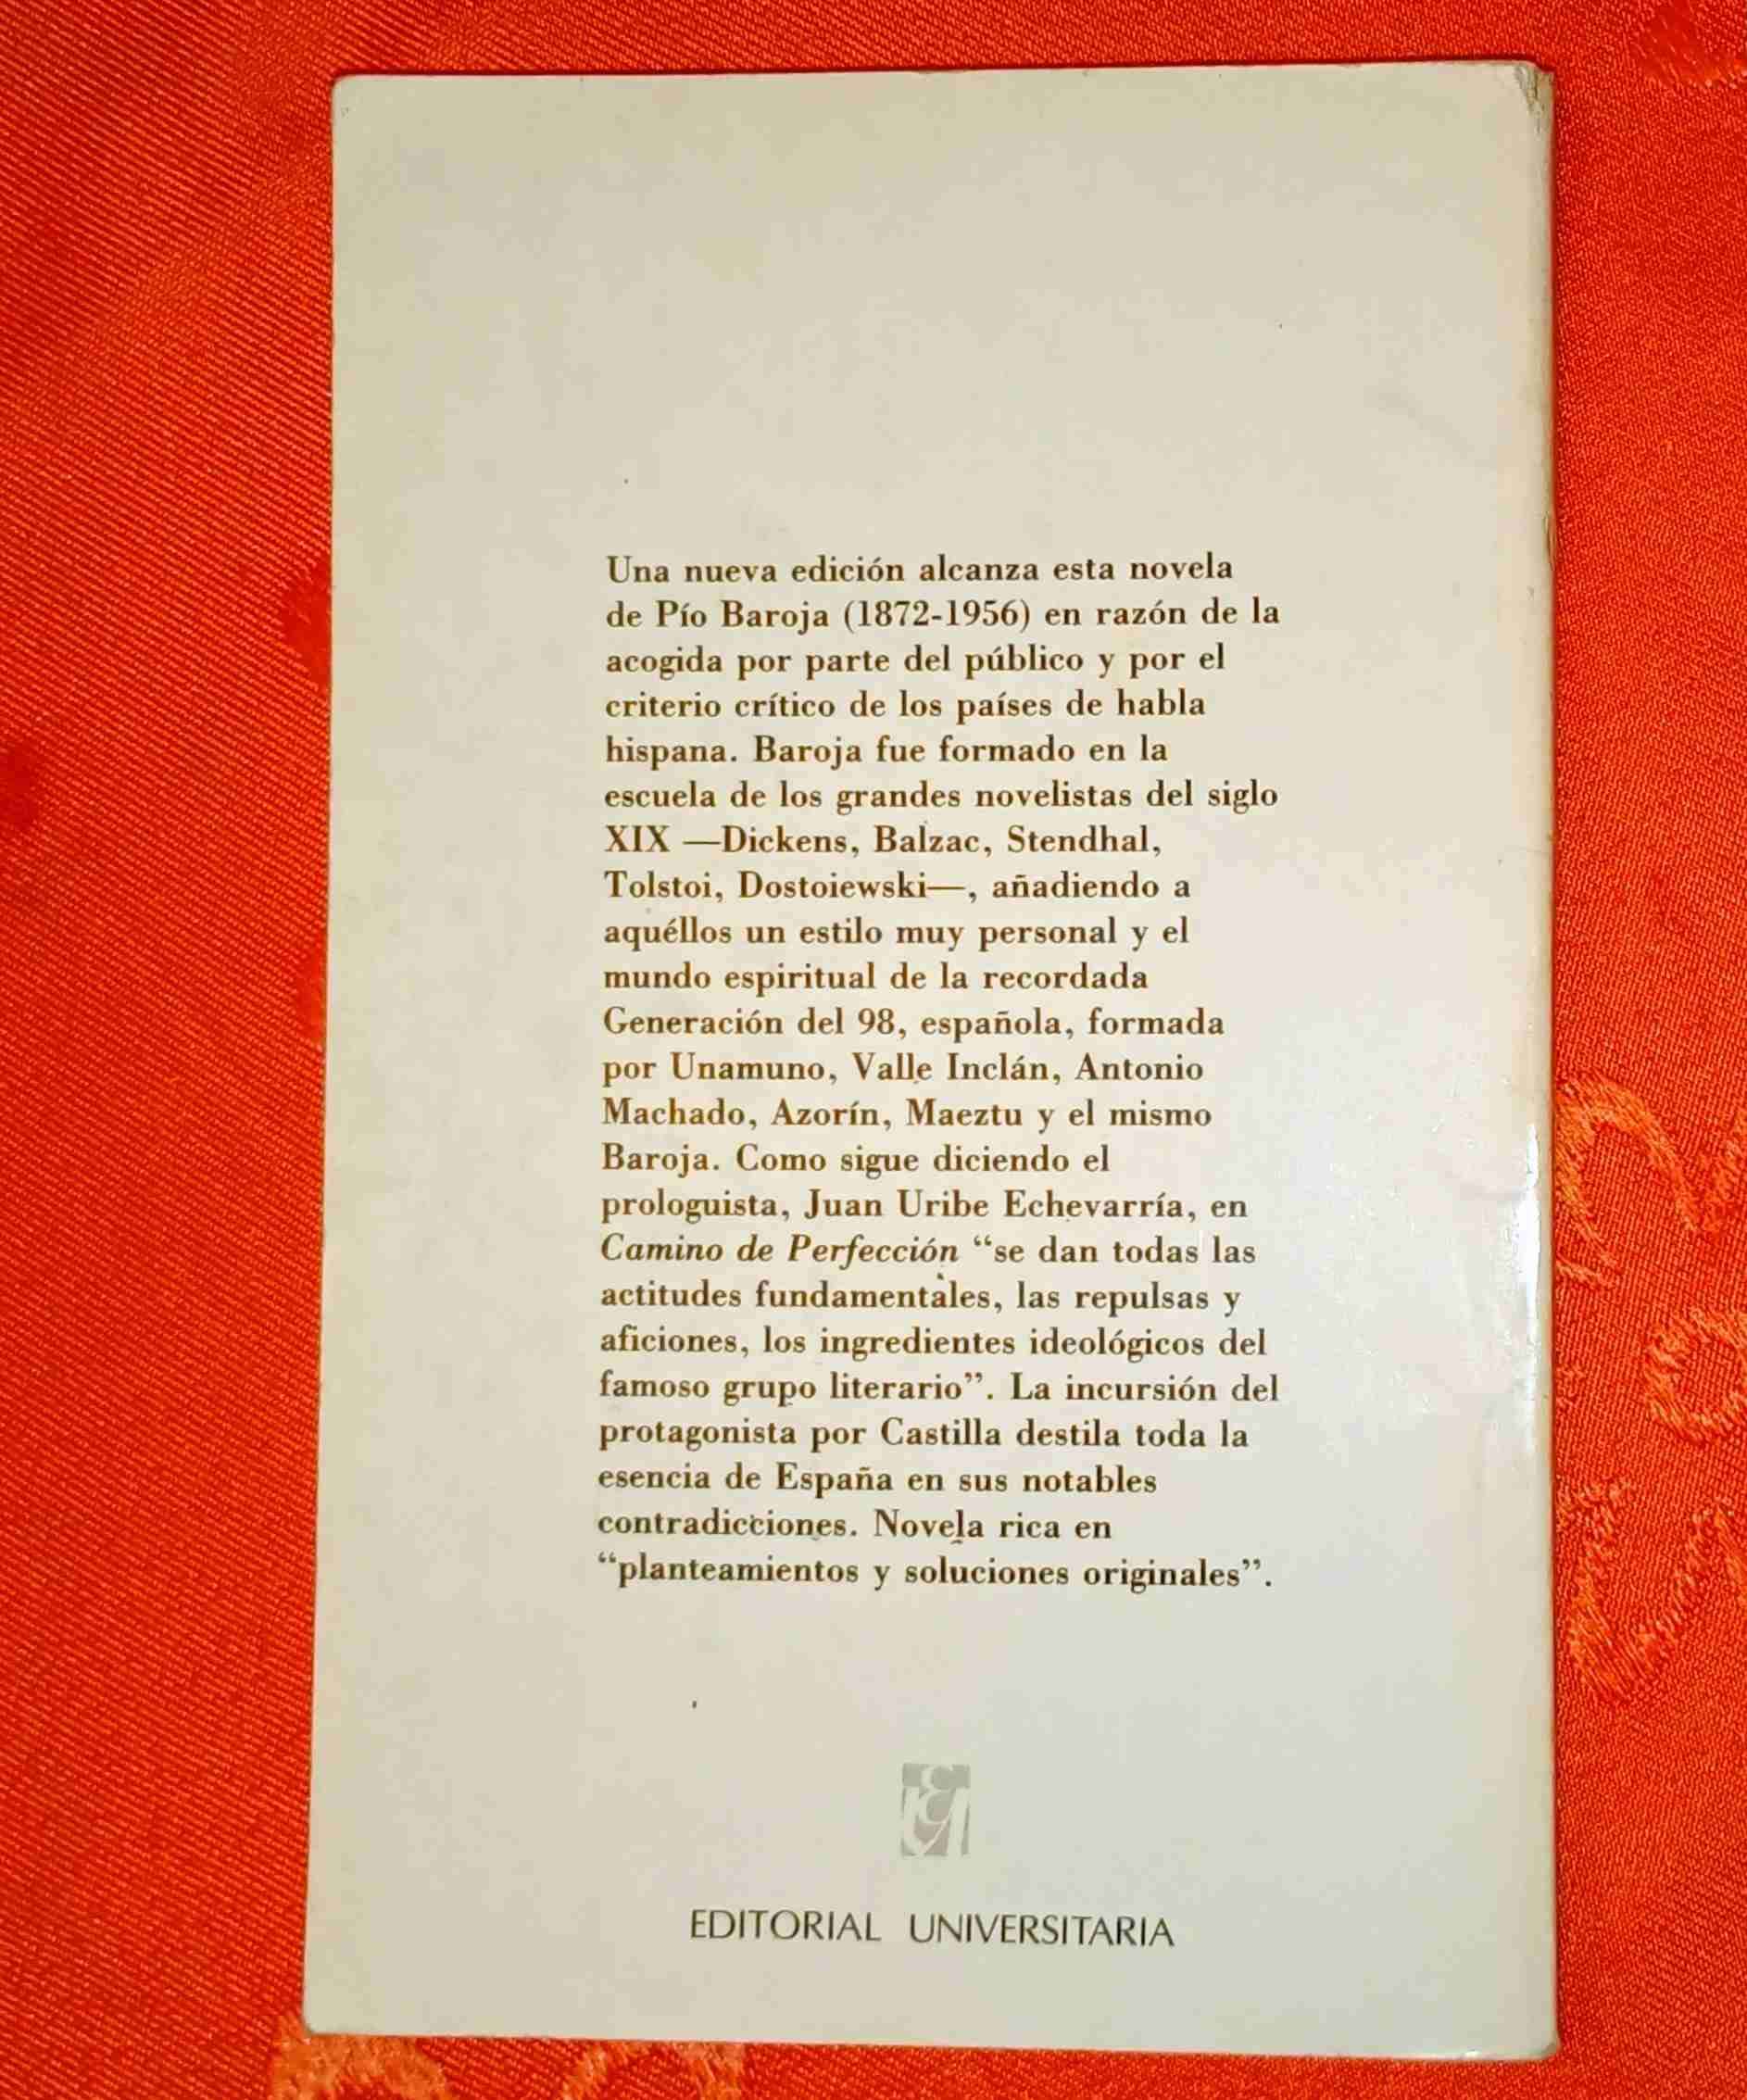 Una nueva edición alcanza esta novela
de Pío Baroja (1872-1956) en razón de la
acogida por parte del público y por el
criterio crítico de los países de habla
hispana. Baroja fue formado en la
escuela de los grandes novelistas del siglo
XIX —Dickens, Balzac, Stendhal,
Tolstoi, Dostoiewski—, añadiendo a
aquéllos un estilo muy personal y el
mundo espiritual de la recordada
Generación del 98, española, formada
por Unamuno, Valle Inclán, Antonio
Machado, Azorín, Maeztu y el mismo
Baroja. Como sigue diciendo el
prologuista, Juan Uribe Echevarría, en
Camino de Perfección “se dan todas las
actitudes fundamentales, las repulsas y
aficiones, los ingredientes ideológicos del
famoso grupo literario”. La incursión del
protagonista por Castilla destila toda la
esencia de España en sus notables
contradicciones. Novela rica en
“planteamientos y soluciones originales”.
EDITORIAL UNIVERSITARIA